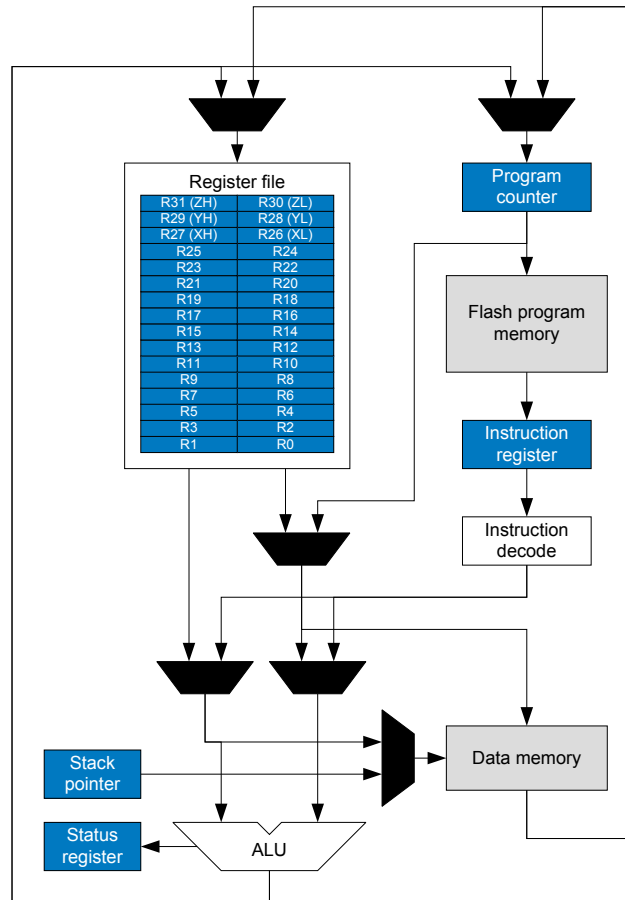 Register file
R31 (ZH) R30 (ZL)
R29 (YH) R28 (YL)
R27 (XH) R26 (XL)
R25 R24
R23 R22
R21 R20
R19 R18
R17 R16
R15 R14
R13 R12
R11 R10
R9 R8
R7 R6
R5 R4
R3 R2
R1 R0
Program
counter
Flash program
memory
Instruction
register
Instruction
decode
Stack
pointer
Data memory
Status
register
ALU